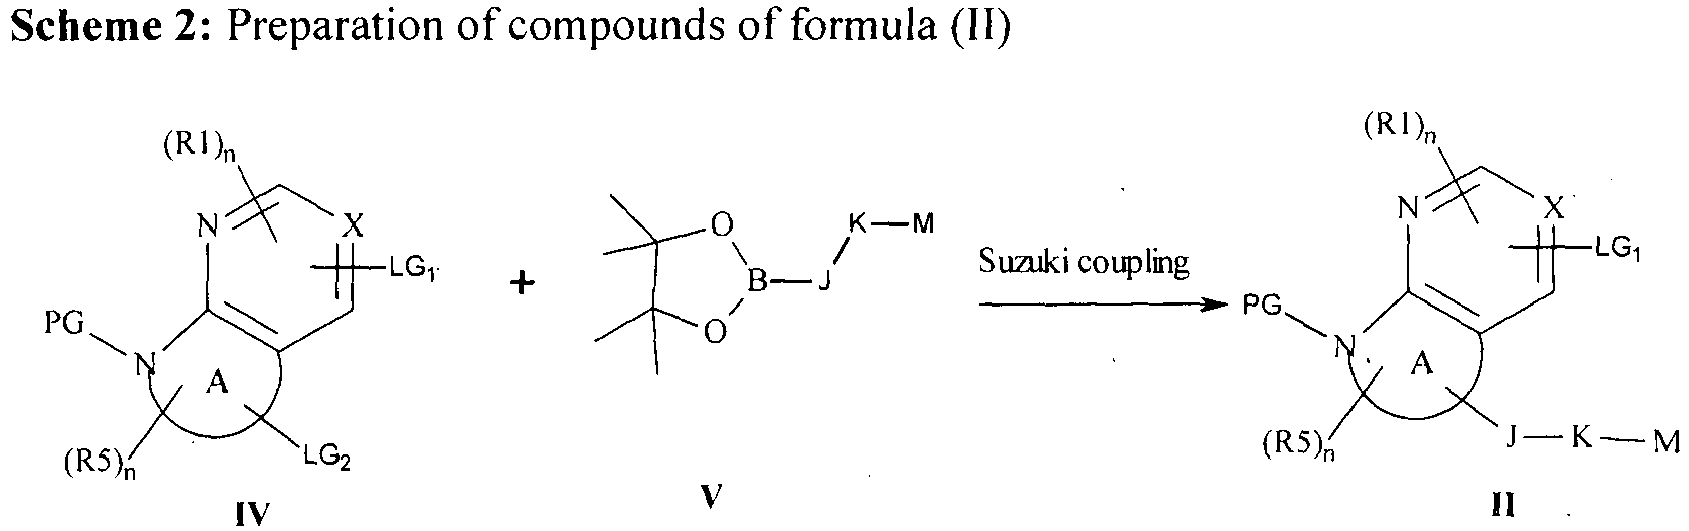 Scheme 2: Preparation of compounds of formula (II)
(R1)n
N
X
LG1
PG
N
A
(R5)n
LG2
IV
+
O
B
O
J
K—M
V
Suzuki coupling
(R1)n
N
X
LG1
PG
N
A
(R5)n
J—K—M
II